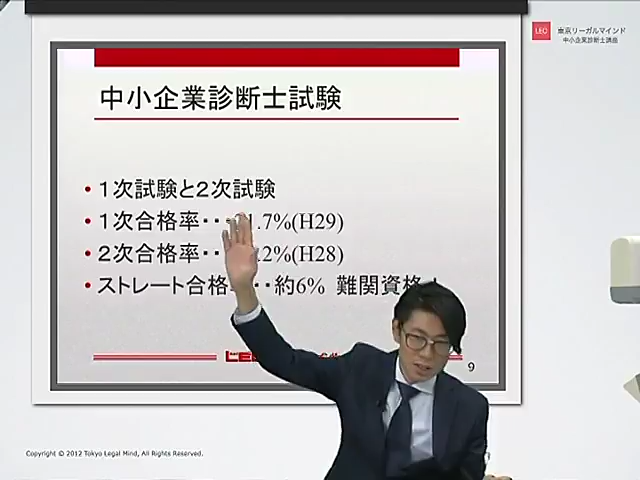 LEC 東京リーガルマインド
中小企業診断士講座
中小企業診断士試験
•1次試験と2次試験
•1次合格率‥ 1.7%(H29)
•2次合格率‥ .2%(H28)
•ストレート合格 ‥約6% 難関資格
9
Copyright © 2012 Tokyo Legal Mind, All Rights Reserved.